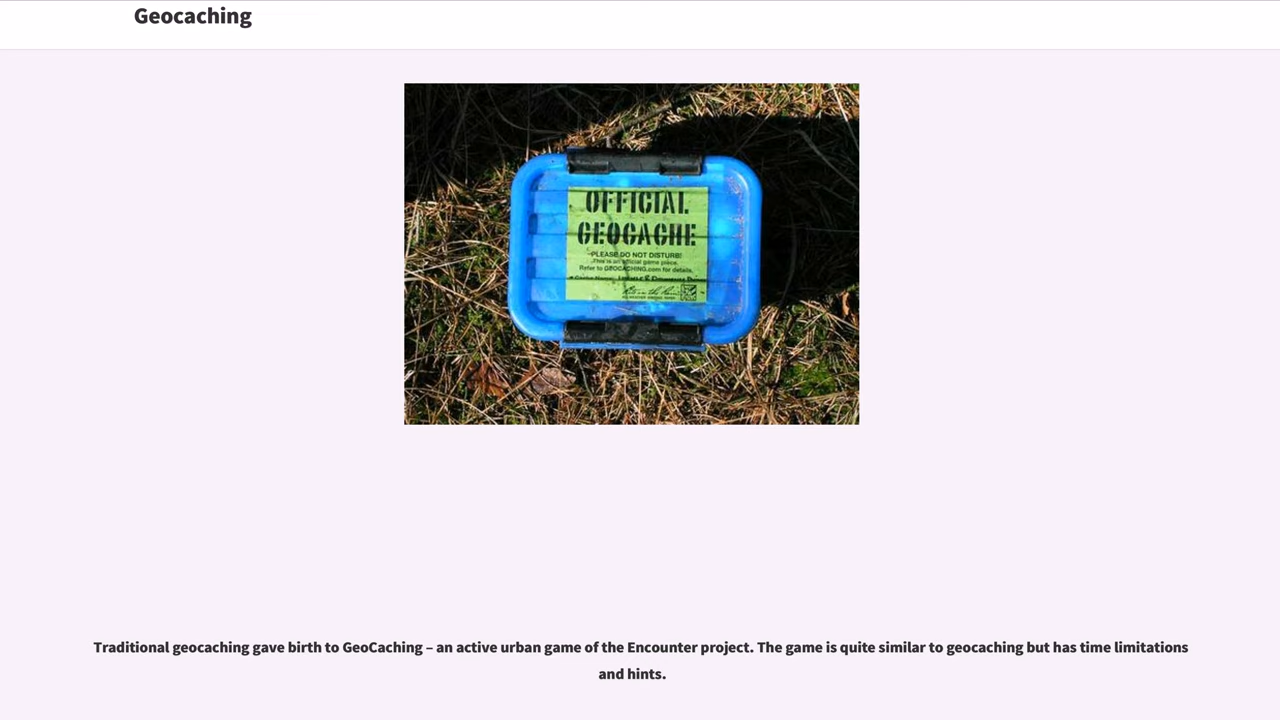 Geocaching
OFFICIAL
GEOCACHE
PLEASE DO NOT DISTURB!
This is an official game piece.
Refer to GEOCACHING.com for details.
Cache Name:
Traditional geocaching gave birth to GeoCaching – an active urban game of the Encounter project. The game is quite similar to geocaching but has time limitations
and hints.